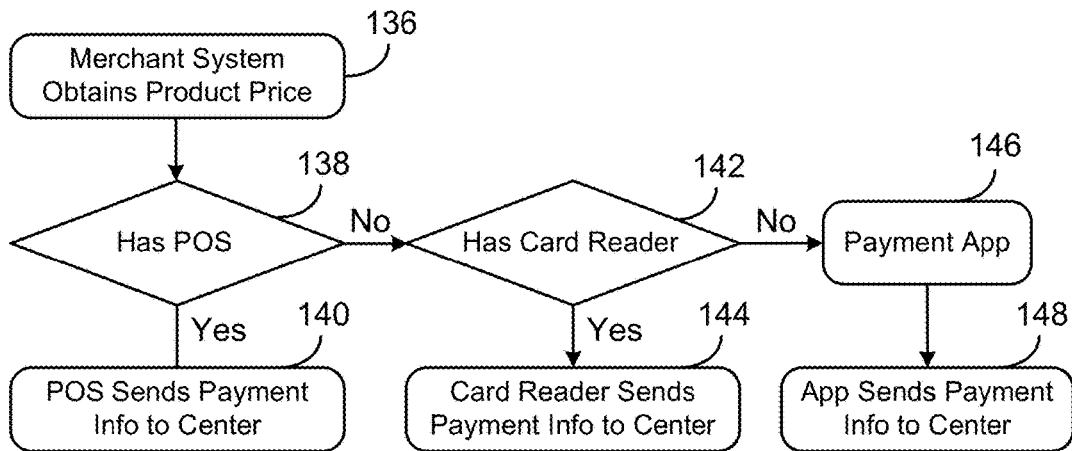 136
Merchant System
Obtains Product Price
138
Has POS
No
142
Has Card Reader
No
146
Payment App
Yes
140
POS Sends Payment
Info to Center
Yes
144
Card Reader Sends
Payment Info to Center
148
App Sends Payment
Info to Center